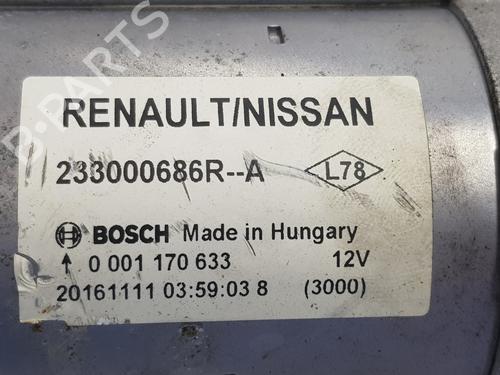 RENAULT/NISSAN
233000686R--A L78
BOSCH Made in Hungary
0 001 170 633 12V
20161111 03:59:03 8 (3000)
B-PARTS